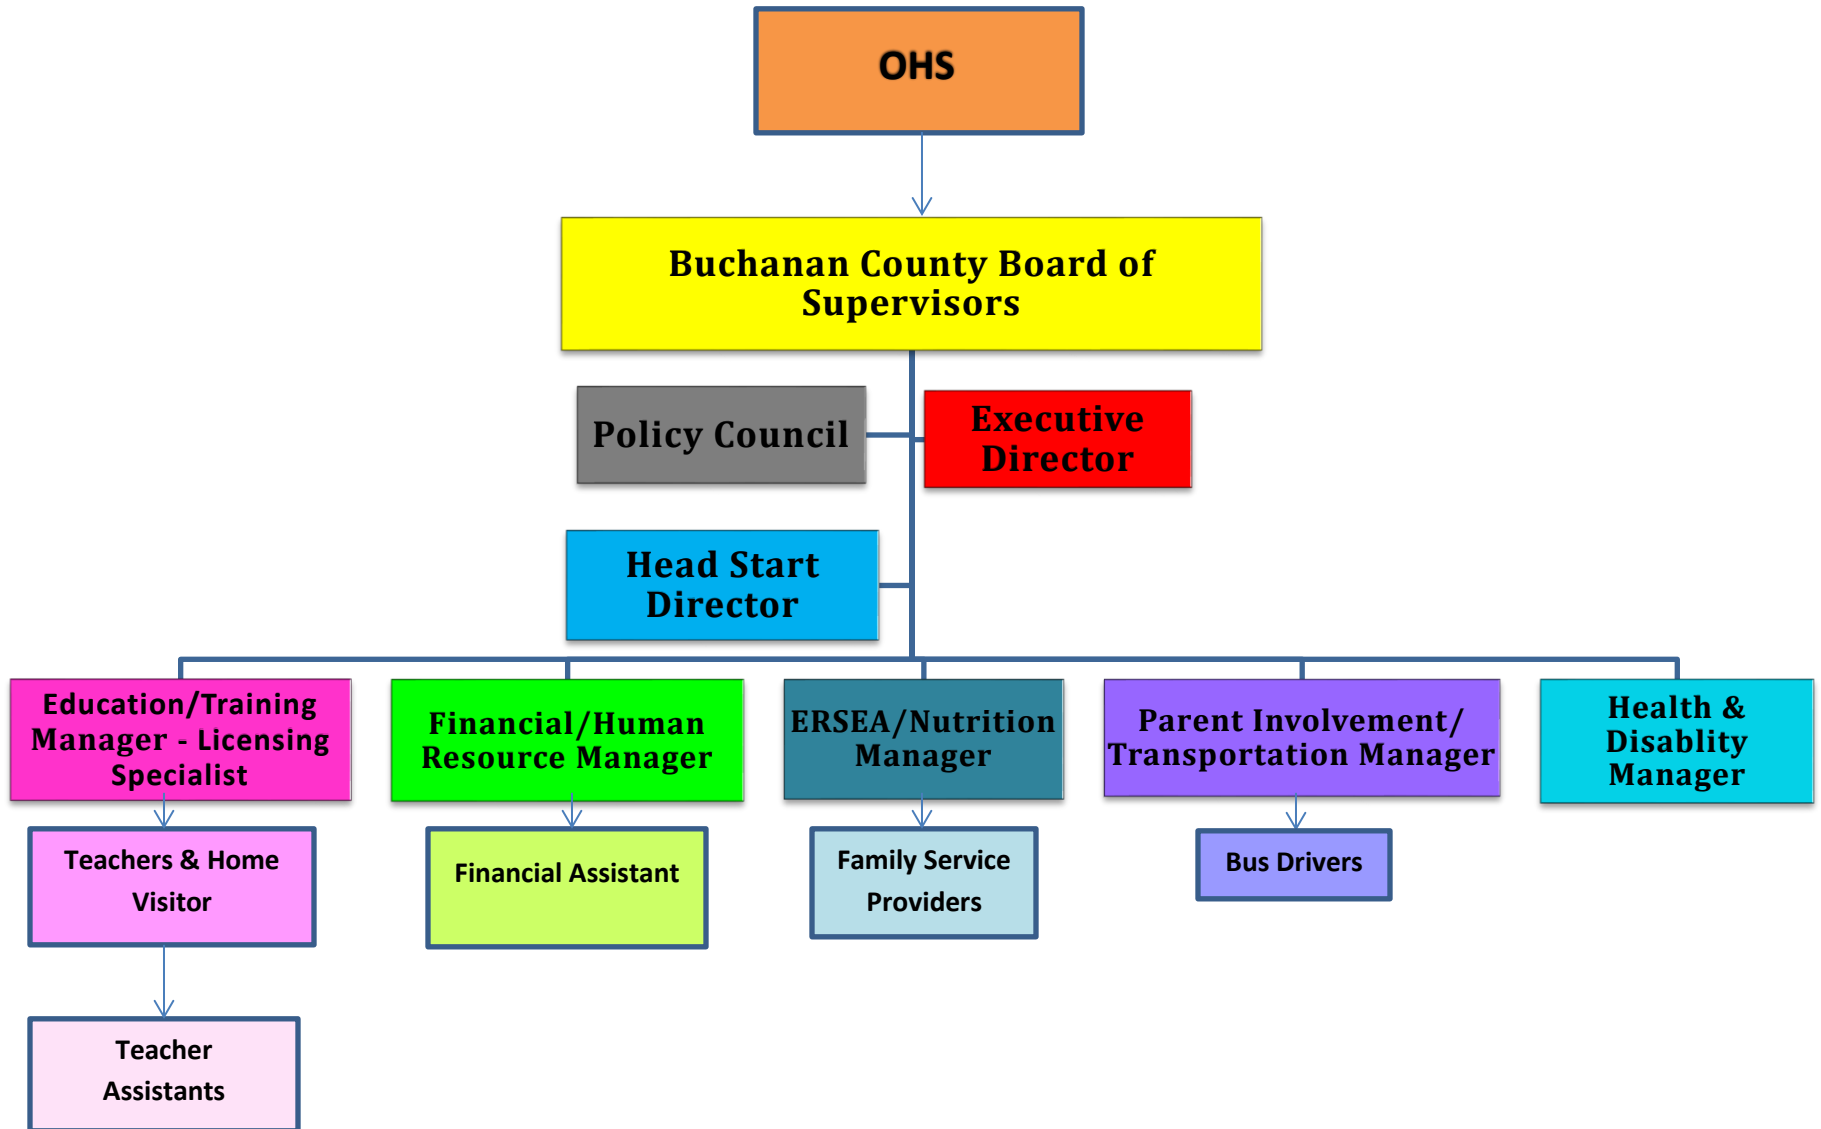 OHS
Buchanan County Board of
Supervisors
Policy Council
Executive
Director
Head Start
Director
Education/Training
Manager - Licensing
Specialist
Financial/Human
Resource Manager
ERSEA/Nutrition
Manager
Parent Involvement/
Transportation Manager
Health &
Disablity
Manager
Teachers & Home
Visitor
Financial Assistant
Family Service
Providers
Bus Drivers
Teacher
Assistants